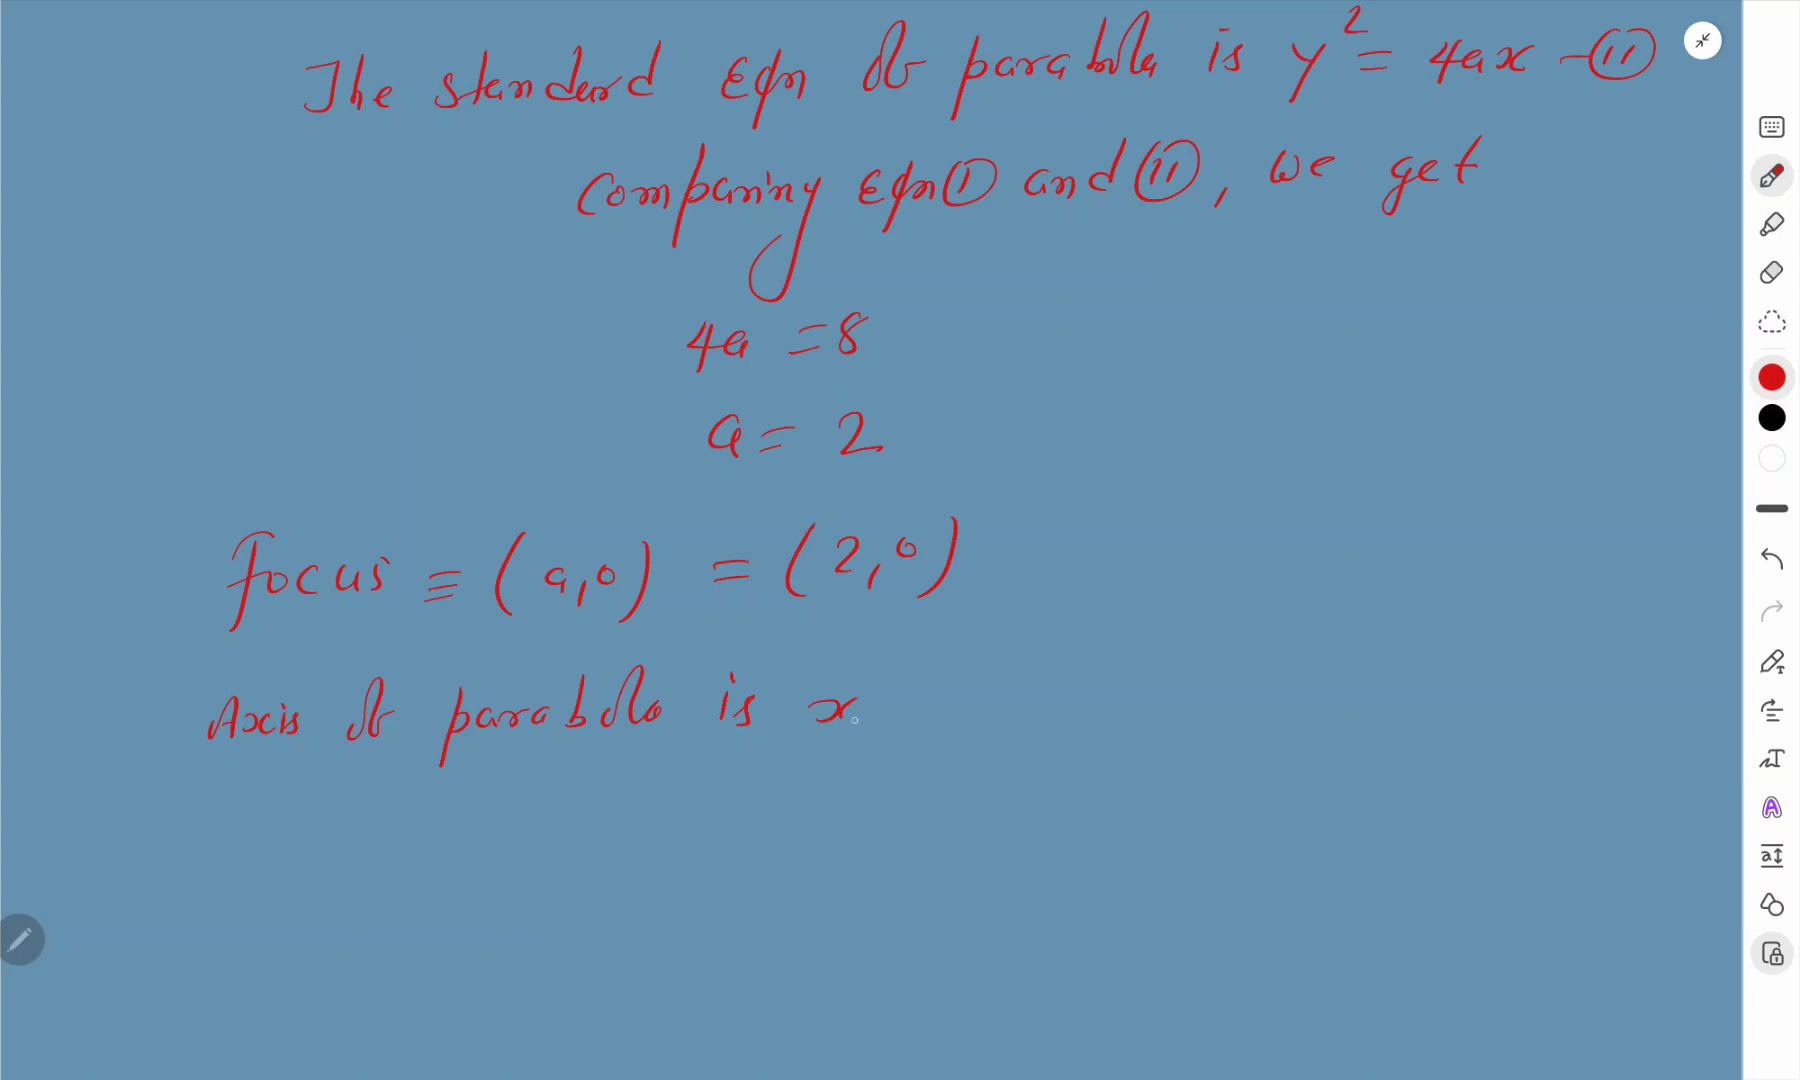 The standard Eqn of parabola is y² = 4ax -(II)
Comparing Eqn (I) and (II), we get
4a = 8
a = 2
Focus ≡ (a,0) = (2,0)
Axis of parabola is x